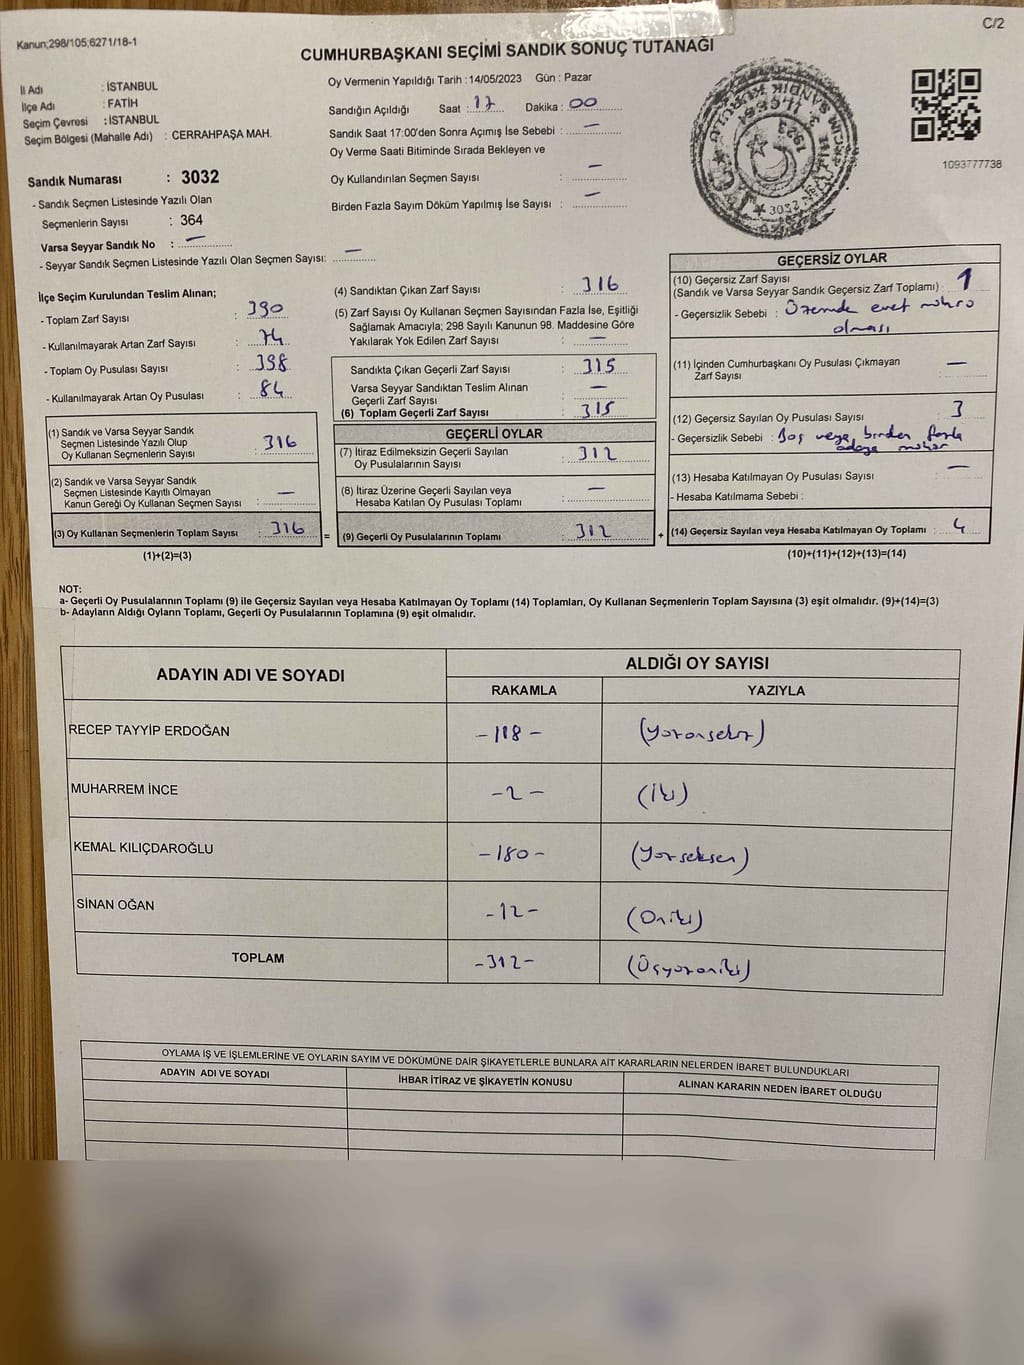 Kanun;298/105;6271/18-1
C/2
CUMHURBAŞKANI SEÇİMİ SANDIK SONUÇ TUTANAĞI
İl Adı : İSTANBUL
İlçe Adı : FATİH
Seçim Çevresi : İSTANBUL
Seçim Bölgesi (Mahalle Adı) : CERRAHPAŞA MAH.
Sandık Numarası : 3032
- Sandık Seçmen Listesinde Yazılı Olan
Seçmenlerin Sayısı : 364
Varsa Seyyar Sandık No : —
- Seyyar Sandık Seçmen Listesinde Yazılı Olan Seçmen Sayısı: —
Oy Vermenin Yapıldığı Tarih :14/05/2023 Gün : Pazar
Sandığın Açıldığı Saat : 17 Dakika : 00
Sandık Saat 17:00'den Sonra Açımış İse Sebebi : —
Oy Verme Saati Bitiminde Sırada Bekleyen ve
Oy Kullandırılan Seçmen Sayısı : —
Birden Fazla Sayım Döküm Yapılmış İse Sayısı : —
3032
1923
1093777738
İlçe Seçim Kurulundan Teslim Alınan;
- Toplam Zarf Sayısı : 390
- Kullanılmayarak Artan Zarf Sayısı : 74
- Toplam Oy Pusulası Sayısı : 398
- Kullanılmayarak Artan Oy Pusulası : 84
(1) Sandık ve Varsa Seyyar Sandık
Seçmen Listesinde Yazılı Olup
Oy Kullanan Seçmenlerin Sayısı : 316
(2) Sandık ve Varsa Seyyar Sandık
Seçmen Listesinde Kayıtlı Olmayan
Kanun Gereği Oy Kullanan Seçmen Sayısı : —
(3) Oy Kullanan Seçmenlerin Toplam Sayısı : 316
(1)+(2)=(3)
(4) Sandıktan Çıkan Zarf Sayısı : 316
(5) Zarf Sayısı Oy Kullanan Seçmen Sayısından Fazla İse, Eşitliği
Sağlamak Amacıyla; 298 Sayılı Kanunun 98. Maddesine Göre
Yakılarak Yok Edilen Zarf Sayısı : —
Sandıkta Çıkan Geçerli Zarf Sayısı : 315
Varsa Seyyar Sandıktan Teslim Alınan
Geçerli Zarf Sayısı : —
(6) Toplam Geçerli Zarf Sayısı : 315
GEÇERLİ OYLAR
(7) İtiraz Edilmeksizin Geçerli Sayılan
Oy Pusulalarının Sayısı : 312
(8) İtiraz Üzerine Geçerli Sayılan veya
Hesaba Katılan Oy Pusulası Toplamı : —
= (9) Geçerli Oy Pusulalarının Toplamı : 312
GEÇERSİZ OYLAR
(10) Geçersiz Zarf Sayısı
(Sandık ve Varsa Seyyar Sandık Geçersiz Zarf Toplamı) : 1
- Geçersizlik Sebebi : Üzerinde evet mührü
olması
(11) İçinden Cumhurbaşkanı Oy Pusulası Çıkmayan
Zarf Sayısı : —
(12) Geçersiz Sayılan Oy Pusulası Sayısı : 3
- Geçersizlik Sebebi : Boş veya birden fazla
adaya mühür
(13) Hesaba Katılmayan Oy Pusulası Sayısı : —
- Hesaba Katılmama Sebebi :
+ (14) Geçersiz Sayılan veya Hesaba Katılmayan Oy Toplamı : 4
(10)+(11)+(12)+(13)=(14)
NOT:
a- Geçerli Oy Pusulalarının Toplamı (9) ile Geçersiz Sayılan veya Hesaba Katılmayan Oy Toplamı (14) Toplamları, Oy Kullanan Seçmenlerin Toplam Sayısına (3) eşit olmalıdır. (9)+(14)=(3)
b- Adayların Aldığı Oyların Toplamı, Geçerli Oy Pusulalarının Toplamına (9) eşit olmalıdır.
ADAYIN ADI VE SOYADI
ALDIĞI OY SAYISI
RAKAMLA YAZIYLA
RECEP TAYYİP ERDOĞAN -118- (Yüzonsekiz)
MUHARREM İNCE -2- (İki)
KEMAL KILIÇDAROĞLU -180- (Yüzseksen)
SİNAN OĞAN -12- (Oniki)
TOPLAM -312- (Üçyüzoniki)
OYLAMA İŞ VE İŞLEMLERİNE VE OYLARIN SAYIM VE DÖKÜMÜNE DAİR ŞİKAYETLERLE BUNLARA AİT KARARLARIN NELERDEN İBARET BULUNDUKLARI
ADAYIN ADI VE SOYADI İHBAR İTİRAZ VE ŞİKAYETİN KONUSU ALINAN KARARIN NEDEN İBARET OLDUĞU